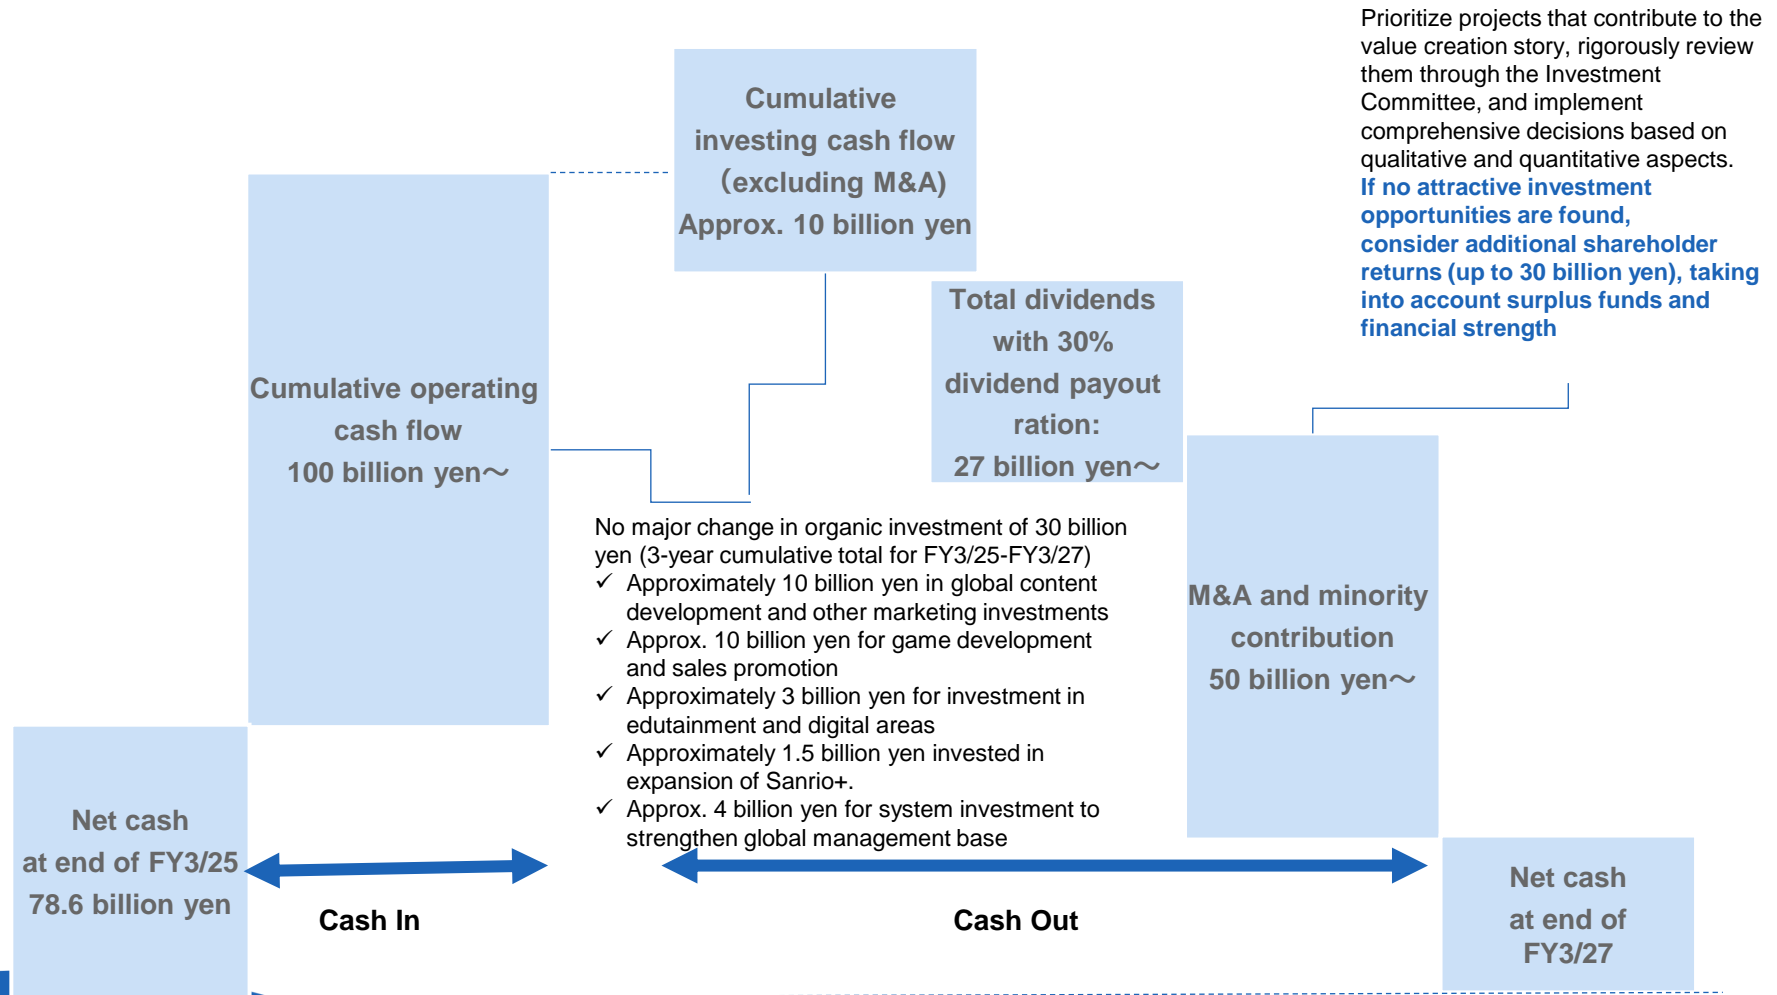 Prioritize projects that contribute to the
value creation story, rigorously review
them through the Investment
Committee, and implement
comprehensive decisions based on
qualitative and quantitative aspects.
If no attractive investment
opportunities are found,
consider additional shareholder
returns (up to 30 billion yen), taking
into account surplus funds and
financial strength
Cumulative
investing cash flow
（excluding M&A)
Approx. 10 billion yen
Total dividends
with 30%
dividend payout
ration:
27 billion yen～
Cumulative operating
cash flow
100 billion yen～
No major change in organic investment of 30 billion
yen (3-year cumulative total for FY3/25-FY3/27)
✓ Approximately 10 billion yen in global content
development and other marketing investments
✓ Approx. 10 billion yen for game development
and sales promotion
✓ Approximately 3 billion yen for investment in
edutainment and digital areas
✓ Approximately 1.5 billion yen invested in
expansion of Sanrio+.
✓ Approx. 4 billion yen for system investment to
strengthen global management base
M&A and minority
contribution
50 billion yen～
Net cash
at end of FY3/25
78.6 billion yen
Cash In
Cash Out
Net cash
at end of
FY3/27